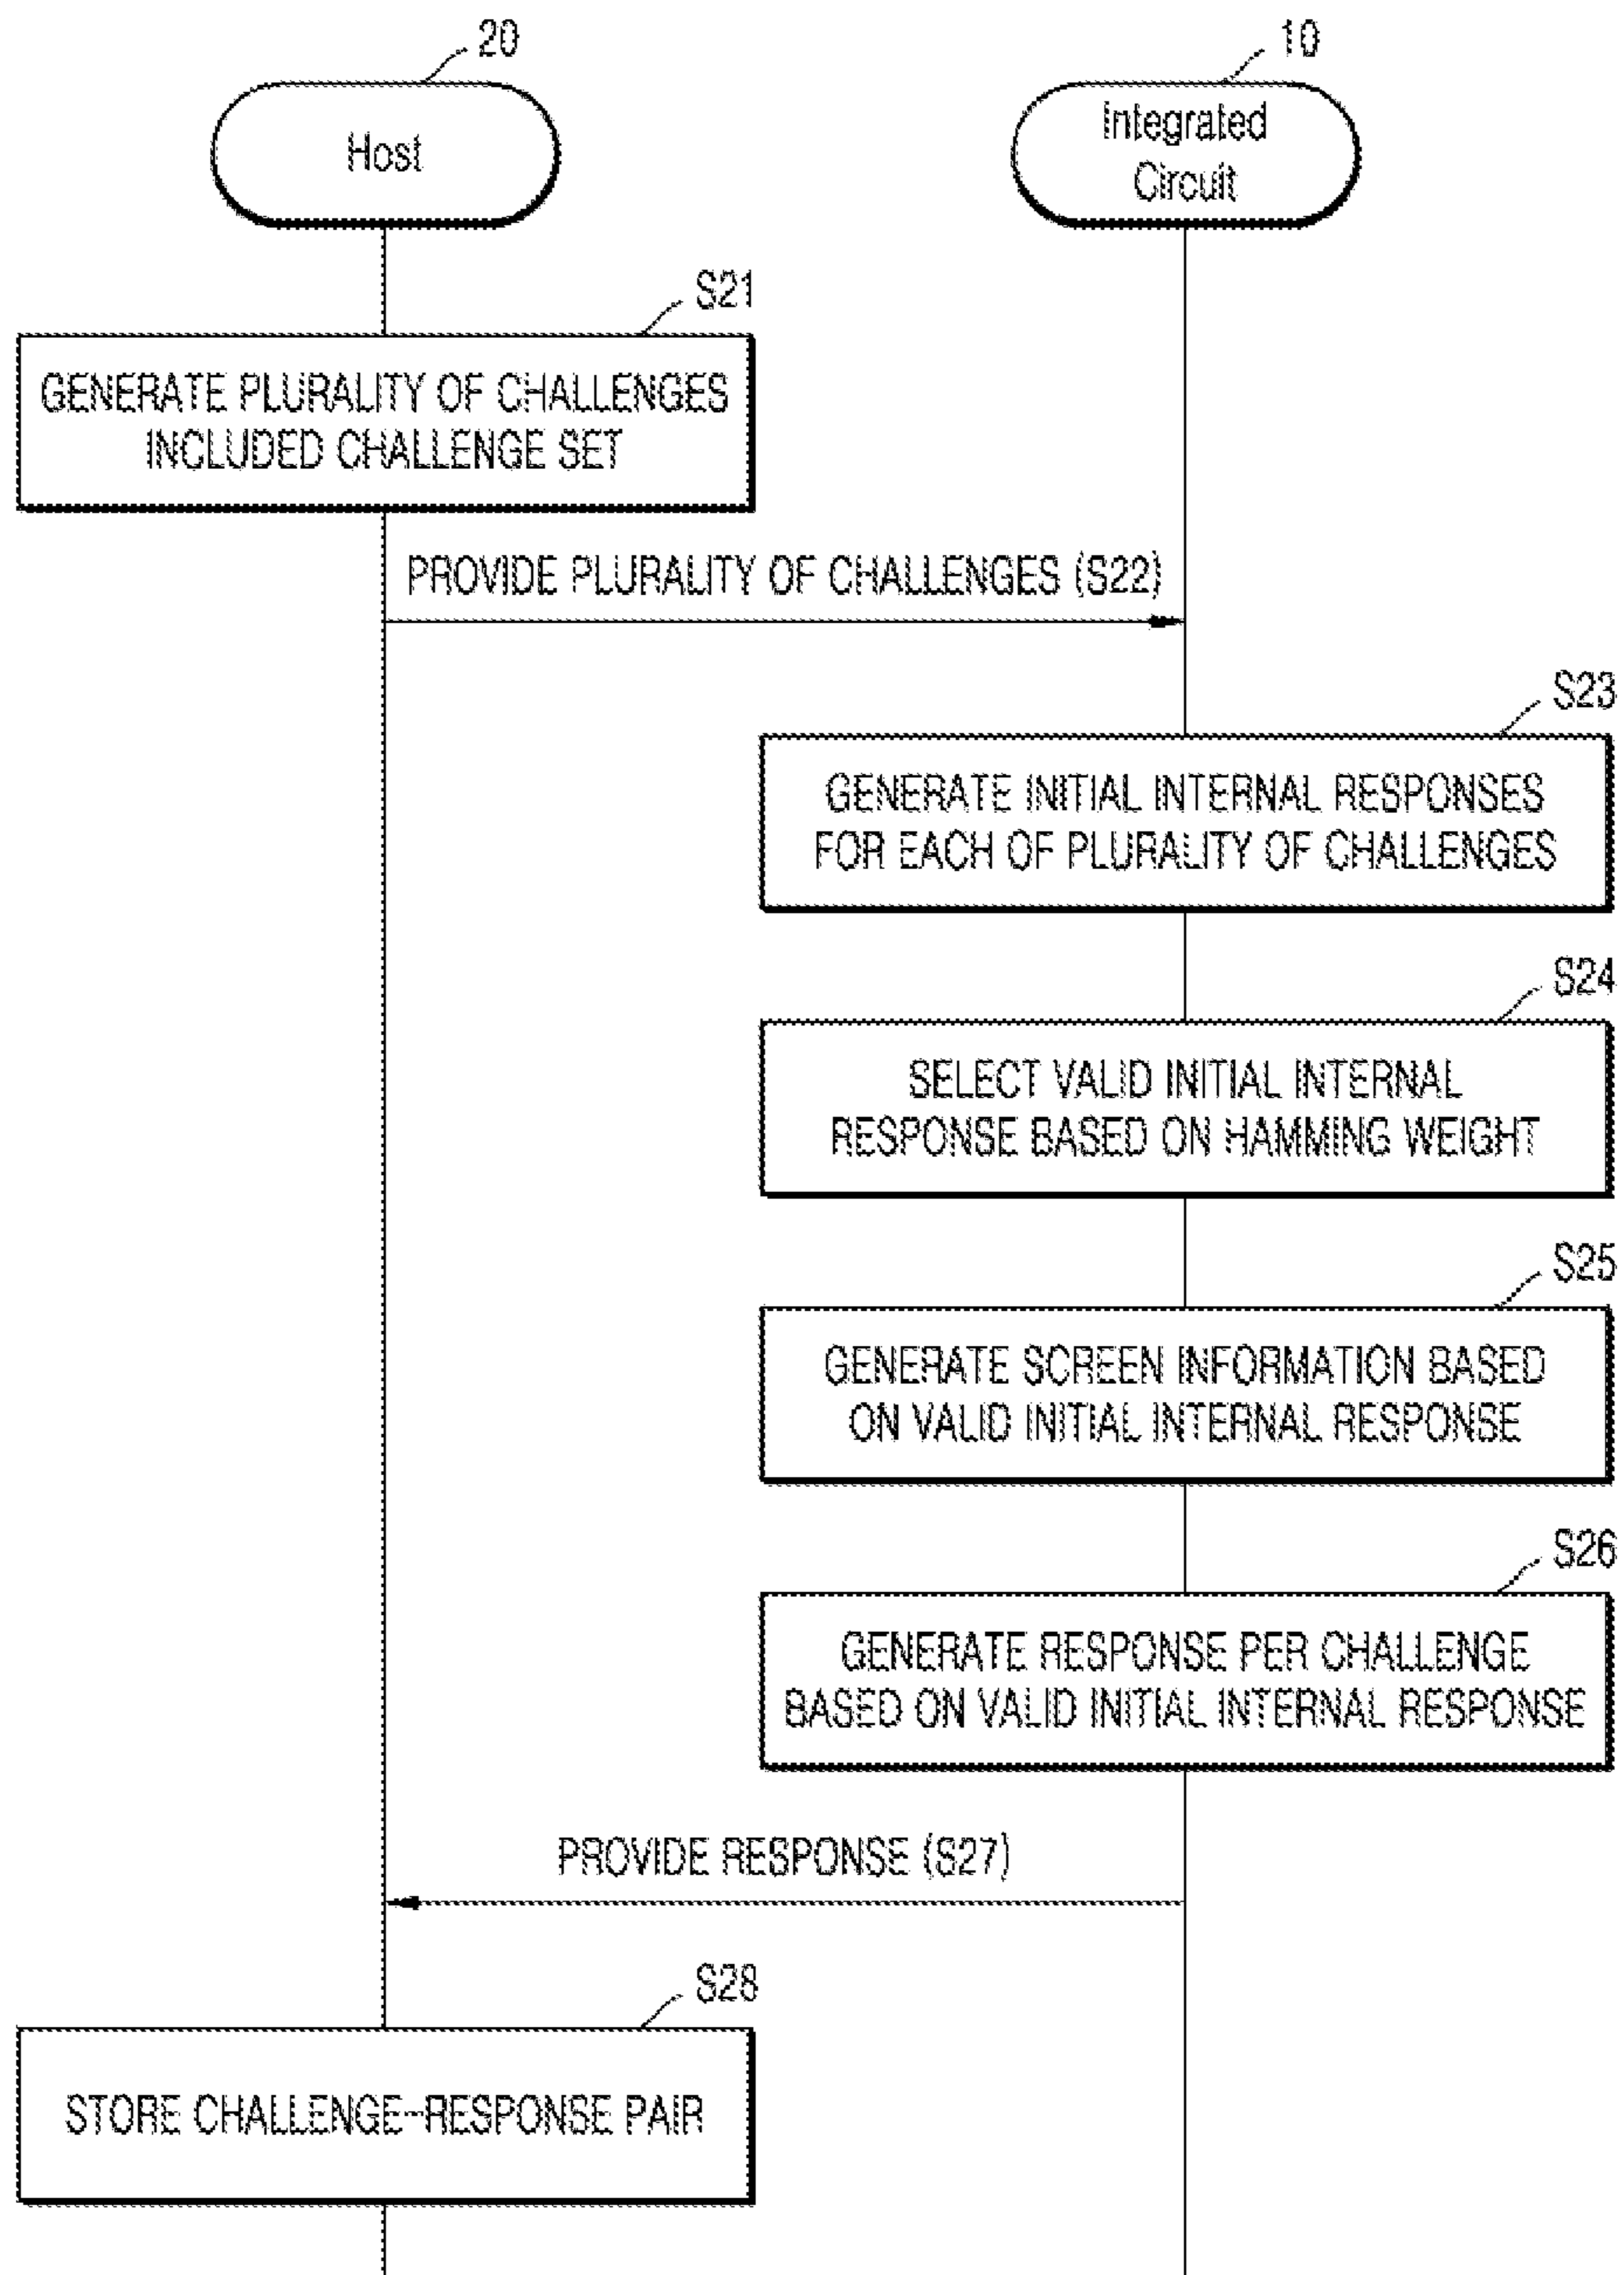 20
10
Host
Integrated
Circuit
S21
GENERATE PLURALITY OF CHALLENGES
INCLUDED CHALLENGE SET
PROVIDE PLURALITY OF CHALLENGES (S22)
S23
GENERATE INITIAL INTERNAL RESPONSES
FOR EACH OF PLURALITY OF CHALLENGES
S24
SELECT VALID INITIAL INTERNAL
RESPONSE BASED ON HAMMING WEIGHT
S25
GENERATE SCREEN INFORMATION BASED
ON VALID INITIAL INTERNAL RESPONSE
S26
GENERATE RESPONSE PER CHALLENGE
BASED ON VALID INITIAL INTERNAL RESPONSE
PROVIDE RESPONSE (S27)
S28
STORE CHALLENGE-RESPONSE PAIR